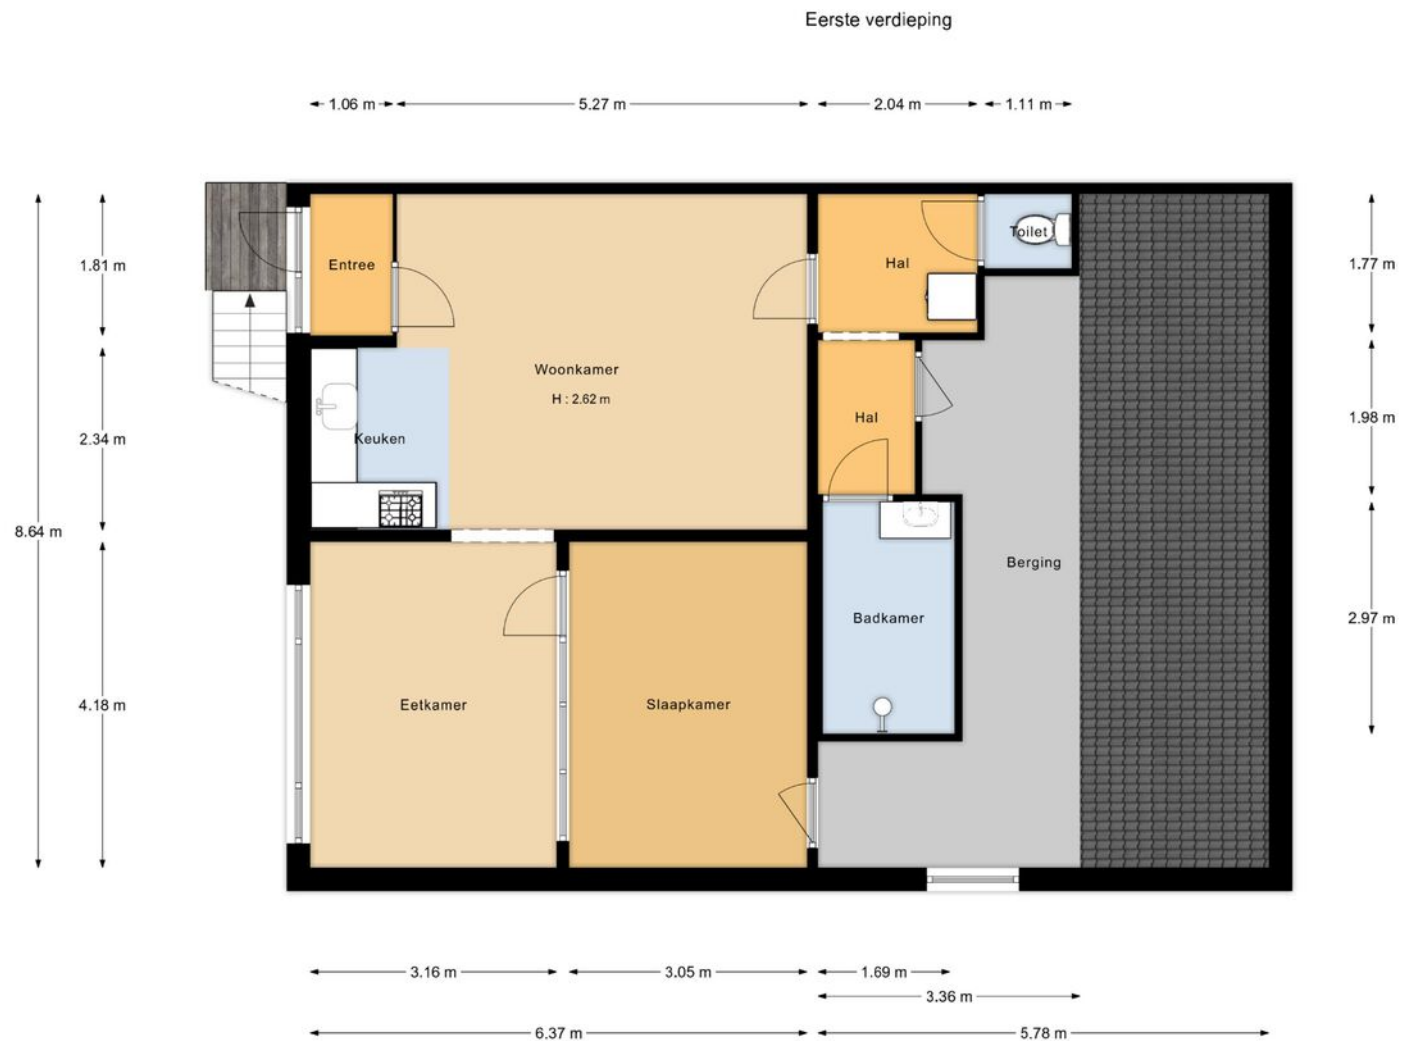 Eerste verdieping
1.06 m
5.27 m
2.04 m
1.11 m
8.64 m
1.81 m
2.34 m
4.18 m
Entree
Hal
Toilet
Woonkamer
H : 2.62 m
Keuken
Hal
Berging
Badkamer
Eetkamer
Slaapkamer
1.77 m
1.98 m
2.97 m
3.16 m
3.05 m
1.69 m
3.36 m
6.37 m
5.78 m